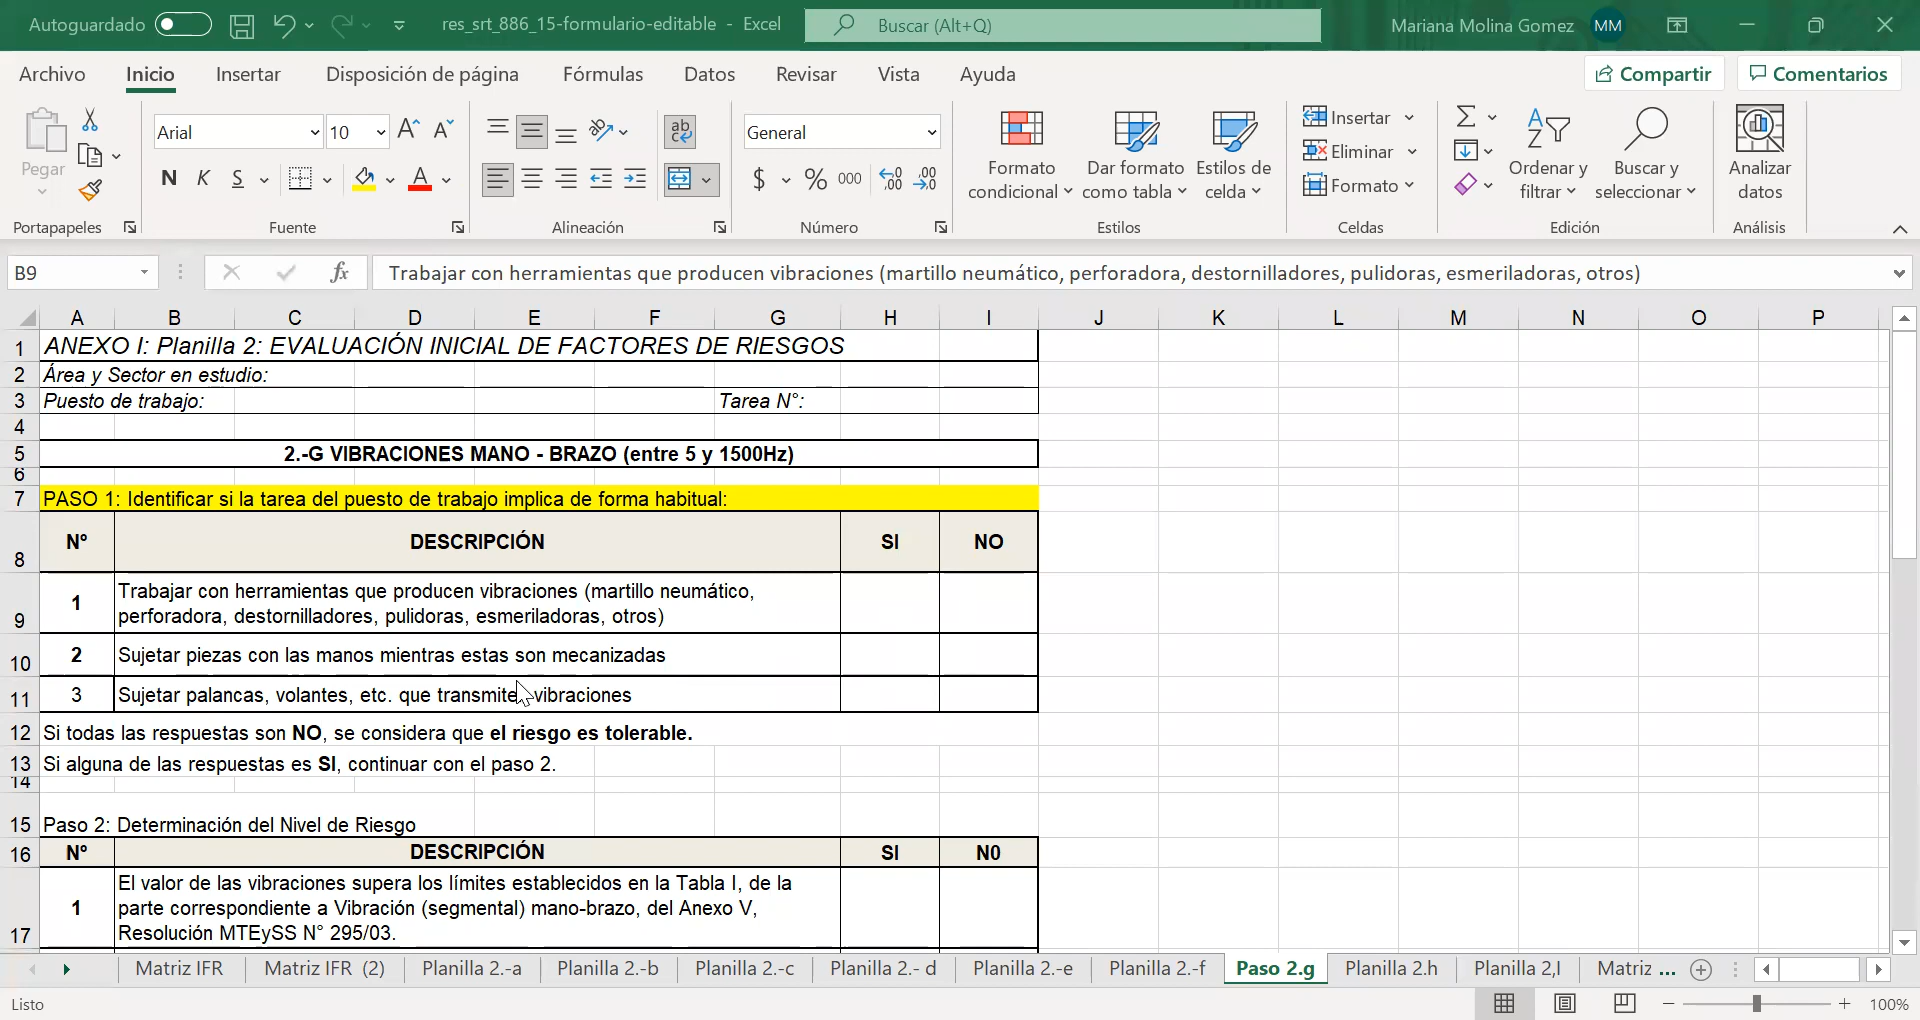 Autoguardado res_srt_886_15-formulario-editable - Excel Buscar (Alt+Q) Mariana Molina Gomez MM
Archivo Inicio Insertar Disposición de página Fórmulas Datos Revisar Vista Ayuda Compartir Comentarios
Pegar
Portapapeles
Arial 10
N K S
Fuente
ab
Alineación
General
$ % 000
Número
Formato condicional
Dar formato como tabla
Estilos de celda
Estilos
Insertar
Eliminar
Formato
Celdas
Ordenar y filtrar
Buscar y seleccionar
Edición
Analizar datos
Análisis
B9 fx Trabajar con herramientas que producen vibraciones (martillo neumático, perforadora, destornilladores, pulidoras, esmeriladoras, otros)
A B C D E F G H I J K L M N O P
1 ANEXO I: Planilla 2: EVALUACIÓN INICIAL DE FACTORES DE RIESGOS
2 Área y Sector en estudio:
3 Puesto de trabajo: Tarea N°:
4
5 2.-G VIBRACIONES MANO - BRAZO (entre 5 y 1500Hz)
6
7 PASO 1: Identificar si la tarea del puesto de trabajo implica de forma habitual:
8 Nº DESCRIPCIÓN SI NO
9 1 Trabajar con herramientas que producen vibraciones (martillo neumático,
perforadora, destornilladores, pulidoras, esmeriladoras, otros)
10 2 Sujetar piezas con las manos mientras estas son mecanizadas
11 3 Sujetar palancas, volantes, etc. que transmite vibraciones
12 Si todas las respuestas son NO, se considera que el riesgo es tolerable.
13 Si alguna de las respuestas es SI, continuar con el paso 2.
14
15 Paso 2: Determinación del Nivel de Riesgo
16 Nº DESCRIPCIÓN SI N0
17 1 El valor de las vibraciones supera los límites establecidos en la Tabla I, de la
parte correspondiente a Vibración (segmental) mano-brazo, del Anexo V,
Resolución MTEySS N° 295/03.
Matriz IFR Matriz IFR (2) Planilla 2.-a Planilla 2.-b Planilla 2.-c Planilla 2.- d Planilla 2.-e Planilla 2.-f Paso 2.g Planilla 2.h Planilla 2,I Matriz ...
Listo 100%